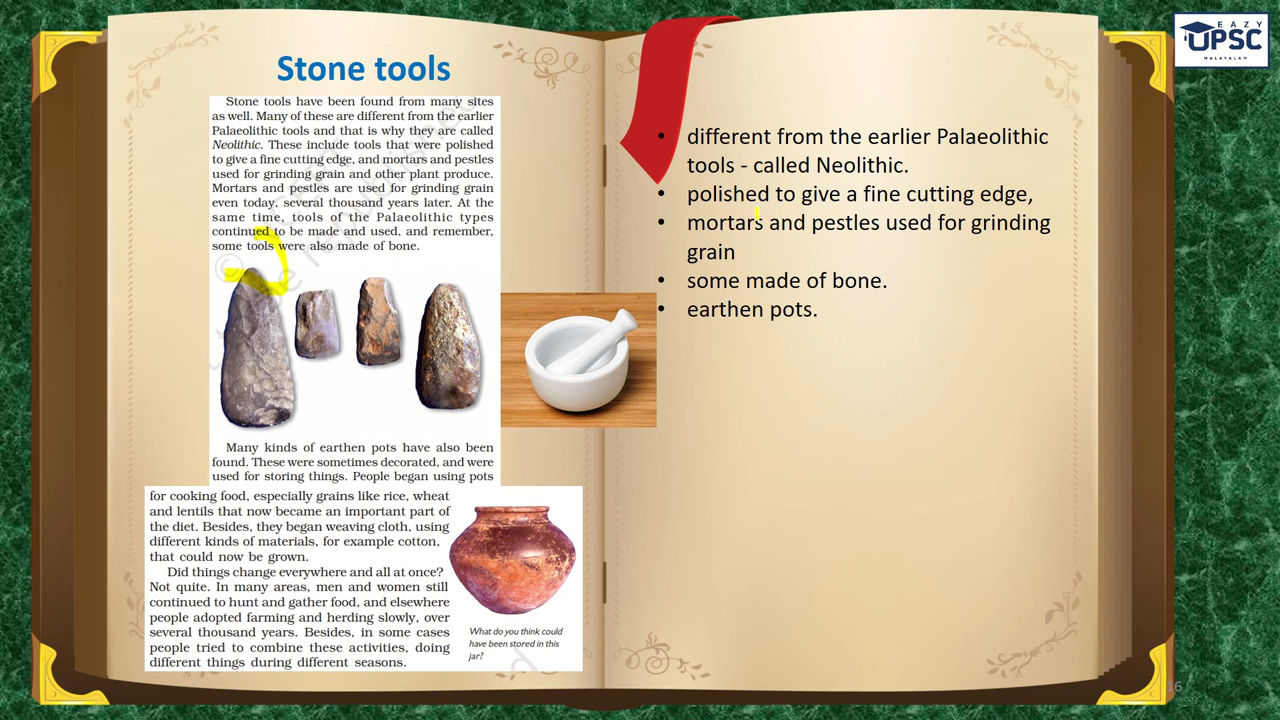 Stone tools
Stone tools have been found from many sites
as well. Many of these are different from the earlier
Palaeolithic tools and that is why they are called
Neolithic. These include tools that were polished
to give a fine cutting edge, and mortars and pestles
used for grinding grain and other plant produce.
Mortars and pestles are used for grinding grain
even today, several thousand years later. At the
same time, tools of the Palaeolithic types
continued to be made and used, and remember,
some tools were also made of bone.
Many kinds of earthen pots have also been
found. These were sometimes decorated, and were
used for storing things. People began using pots
for cooking food, especially grains like rice, wheat
and lentils that now became an important part of
the diet. Besides, they began weaving cloth, using
different kinds of materials, for example cotton,
that could now be grown.
Did things change everywhere and all at once?
Not quite. In many areas, men and women still
continued to hunt and gather food, and elsewhere
people adopted farming and herding slowly, over
several thousand years. Besides, in some cases
people tried to combine these activities, doing
different things during different seasons.
What do you think could
have been stored in this
jar?
• different from the earlier Palaeolithic
tools - called Neolithic.
• polished to give a fine cutting edge,
• mortars and pestles used for grinding
grain
• some made of bone.
• earthen pots.
EAZY
UPSC
MALAYALAM
16